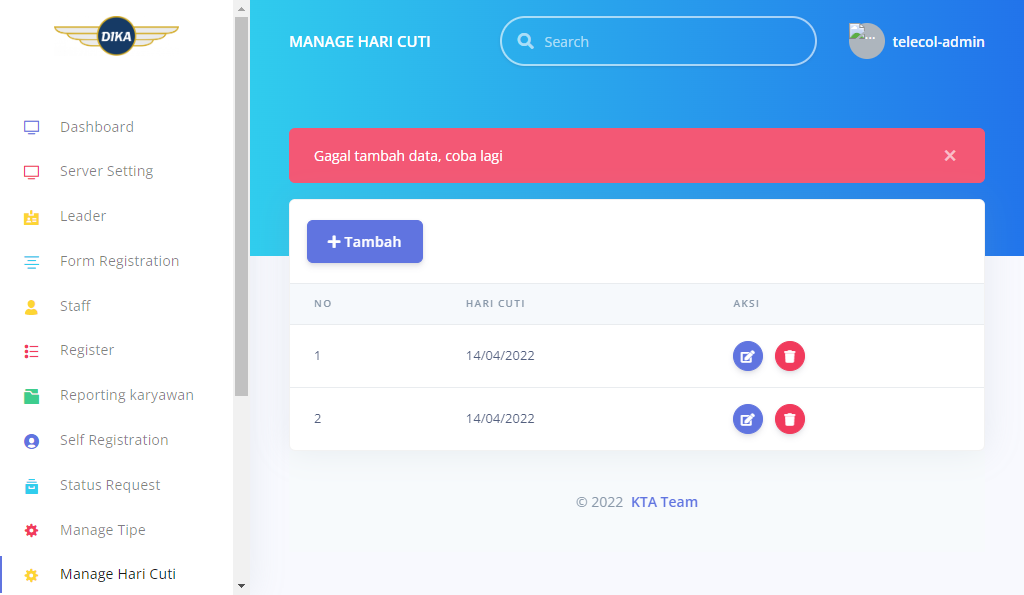 DIKA
MANAGE HARI CUTI
Search
telecol-admin
Dashboard
Server Setting
Leader
Form Registration
Staff
Register
Reporting karyawan
Self Registration
Status Request
Manage Tipe
Manage Hari Cuti
Gagal tambah data, coba lagi
×
Tambah
NO HARI CUTI AKSI
1 14/04/2022
2 14/04/2022
© 2022 KTA Team